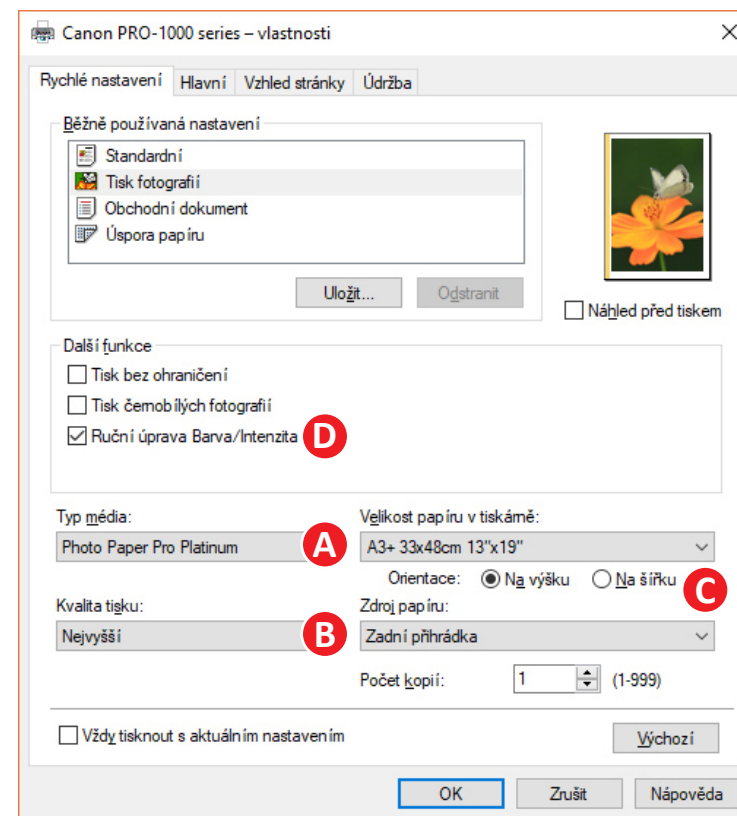 Canon PRO-1000 series – vlastnosti
Rychlé nastavení Hlavní Vzhled stránky Údržba
Běžně používaná nastavení
Standardní
Tisk fotografií
Obchodní dokument
Úspora papíru
Uložit... Odstranit
Náhled před tiskem
Další funkce
Tisk bez ohraničení
Tisk černobílých fotografií
Ruční úprava Barva/Intenzita D
Typ média: Velikost papíru v tiskárně:
Photo Paper Pro Platinum A A3+ 33x48cm 13"x19"
Orientace: Na výšku Na šířku C
Kvalita tisku: Zdroj papíru:
Nejvyšší B Zadní přihrádka
Počet kopií: 1 (1-999)
Vždy tisknout s aktuálním nastavením Výchozí
OK Zrušit Nápověda